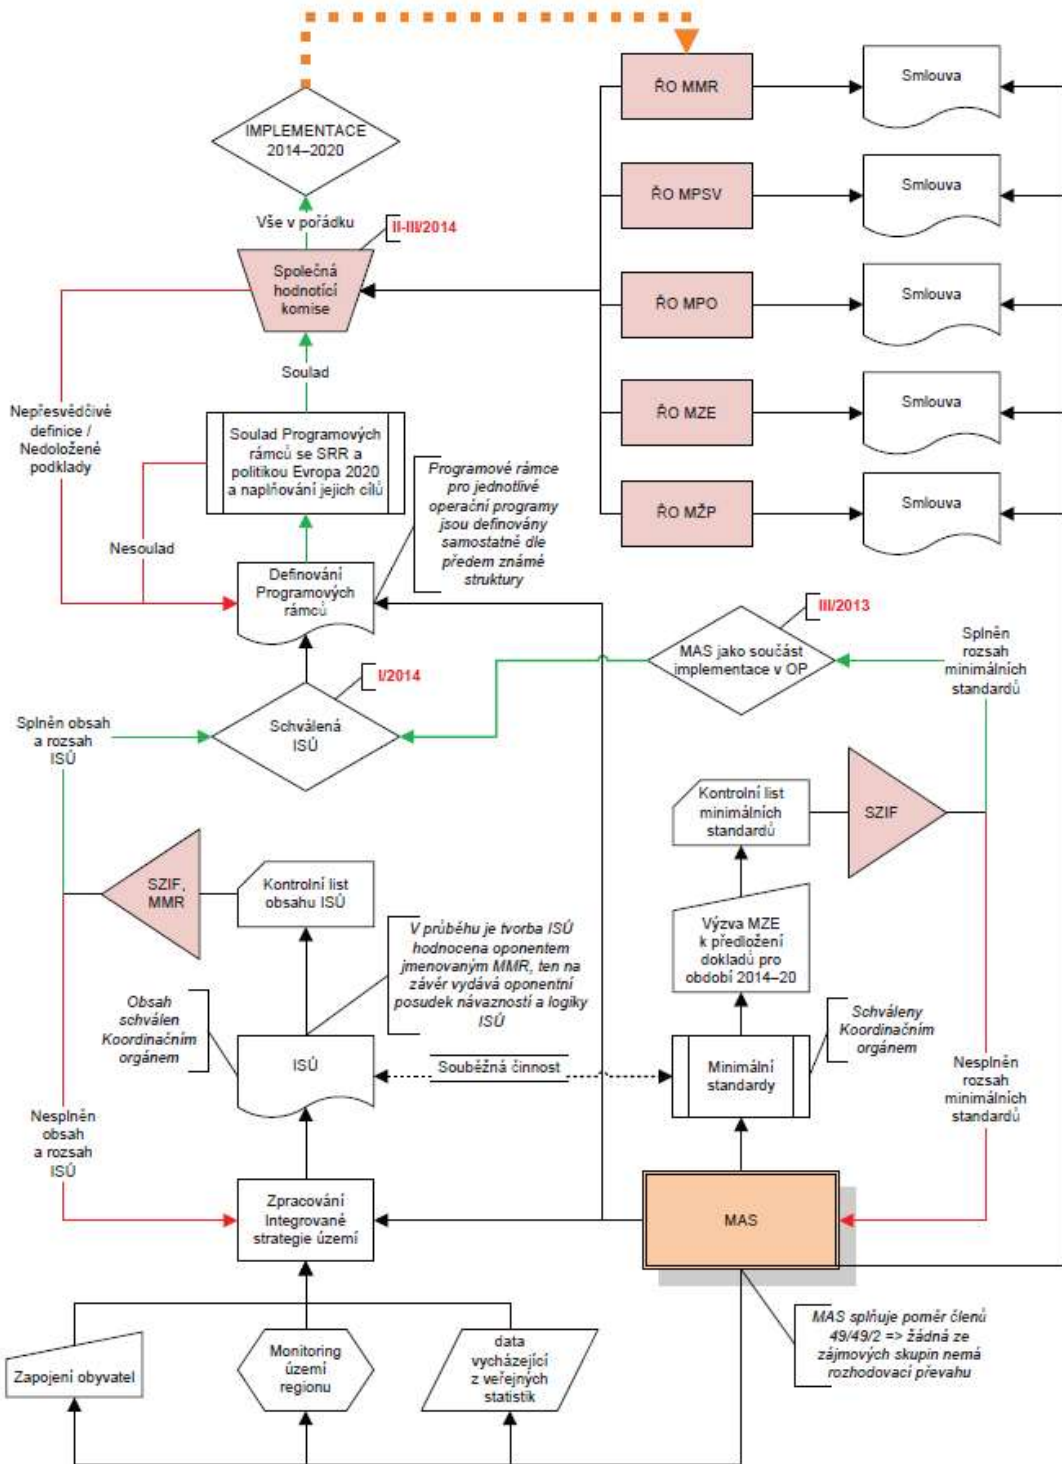 IMPLEMENTACE
2014–2020
Vše v pořádku
II-III/2014
Společná
hodnotící
komise
Soulad
Nepřesvědčivé
definice /
Nedoložené
podklady
Soulad Programových
rámců se SRR a
politikou Evropa 2020
a naplňování jejich cílů
Programové rámce
pro jednotlivé
operační programy
jsou definovány
samostatně dle
předem známé
struktury
Nesoulad
Definování
Programových
rámců
ŘO MMR
Smlouva
ŘO MPSV
Smlouva
ŘO MPO
Smlouva
ŘO MZE
Smlouva
ŘO MŽP
Smlouva
III/2013
MAS jako součást
implementace v OP
Splněn
rozsah
minimálních
standardů
I/2014
Schválená
ISÚ
Splněn obsah
a rozsah
ISÚ
Kontrolní list
minimálních
standardů
SZIF
SZIF,
MMR
Kontrolní list
obsahu ISÚ
V průběhu je tvorba ISÚ
hodnocena oponentem
jmenovaným MMR, ten na
závěr vydává oponentní
posudek návazností a logiky
ISÚ
Výzva MZE
k předložení
dokladů pro
období 2014–20
Obsah
schválen
Koordinačním
orgánem
ISÚ
Souběžná činnost
Minimální
standardy
Schváleny
Koordinačním
orgánem
Nesplněn
rozsah
minimálních
standardů
Nesplněn
obsah
a rozsah
ISÚ
Zpracování
Integrované
strategie území
MAS
MAS splňuje poměr členů
49/49/2 => žádná ze
zájmových skupin nemá
rozhodovací převahu
Zapojení obyvatel
Monitoring
území
regionu
data
vycházející
z veřejných
statistik